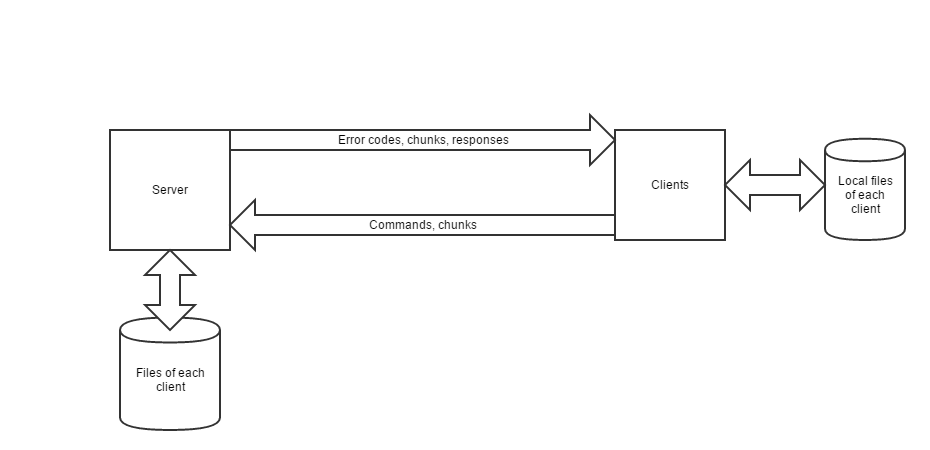 Error codes, chunks, responses
Server
Clients
Local files
of each
client
Commands, chunks
Files of each
client